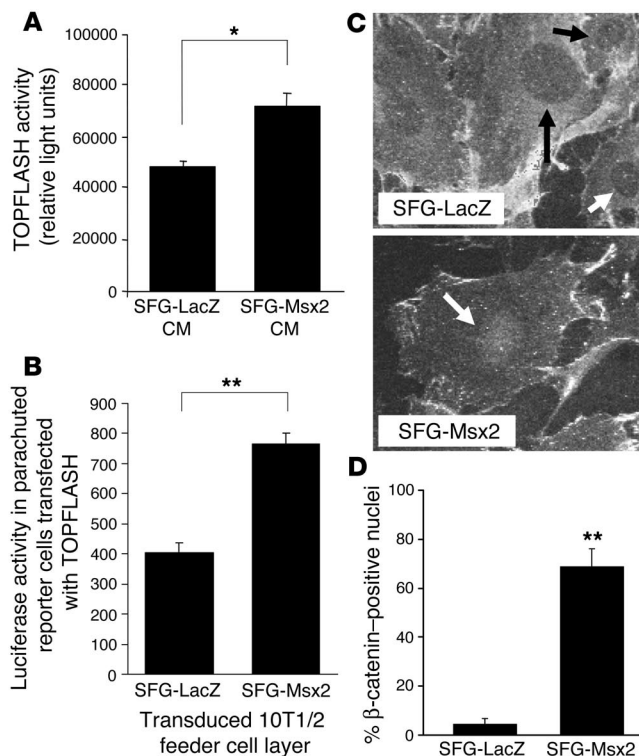 A
TOPFLASH activity
(relative light units)
100000
80000
60000
40000
20000
0
*
SFG-LacZ
CM
SFG-Msx2
CM
B
Luciferase activity in parachuted
reporter cells transfected
with TOPFLASH
900
800
700
600
500
400
300
200
100
0
**
SFG-LacZ
SFG-Msx2
Transduced 10T1/2
feeder cell layer
C
SFG-LacZ
SFG-Msx2
D
% β-catenin–positive nuclei
100
80
60
40
20
0
**
SFG-LacZ
SFG-Msx2